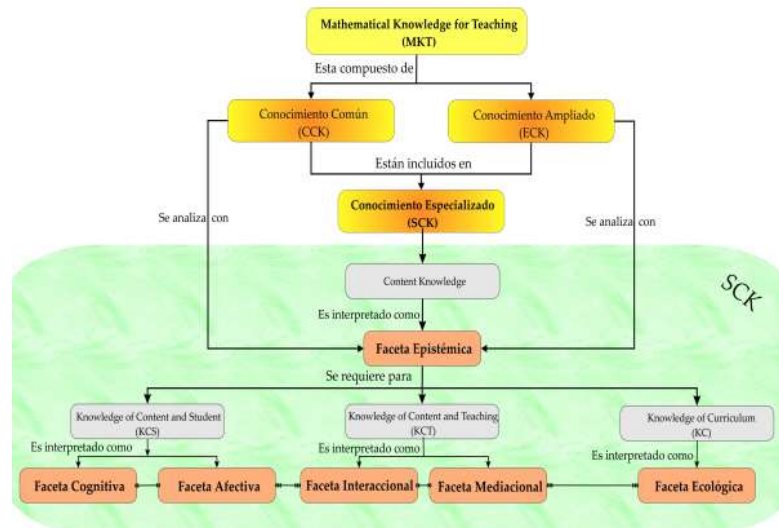 Mathematical Knowledge for Teaching
(MKT)
Esta compuesto de
Conocimiento Común
(CCK)
Conocimiento Ampliado
(ECK)
Están incluidos en
Se analiza con
Conocimiento Especializado
(SCK)
Se analiza con
SCK
Content Knowledge
Es interpretado como
Faceta Epistémica
Se requiere para
Knowledge of Content and Student
(KCS)
Knowledge of Content and Teaching
(KCT)
Knowledge of Curriculum
(KC)
Es interpretado como
Es interpretado como
Es interpretado como
Faceta Cognitiva
Faceta Afectiva
Faceta Interaccional
Faceta Mediacional
Faceta Ecológica